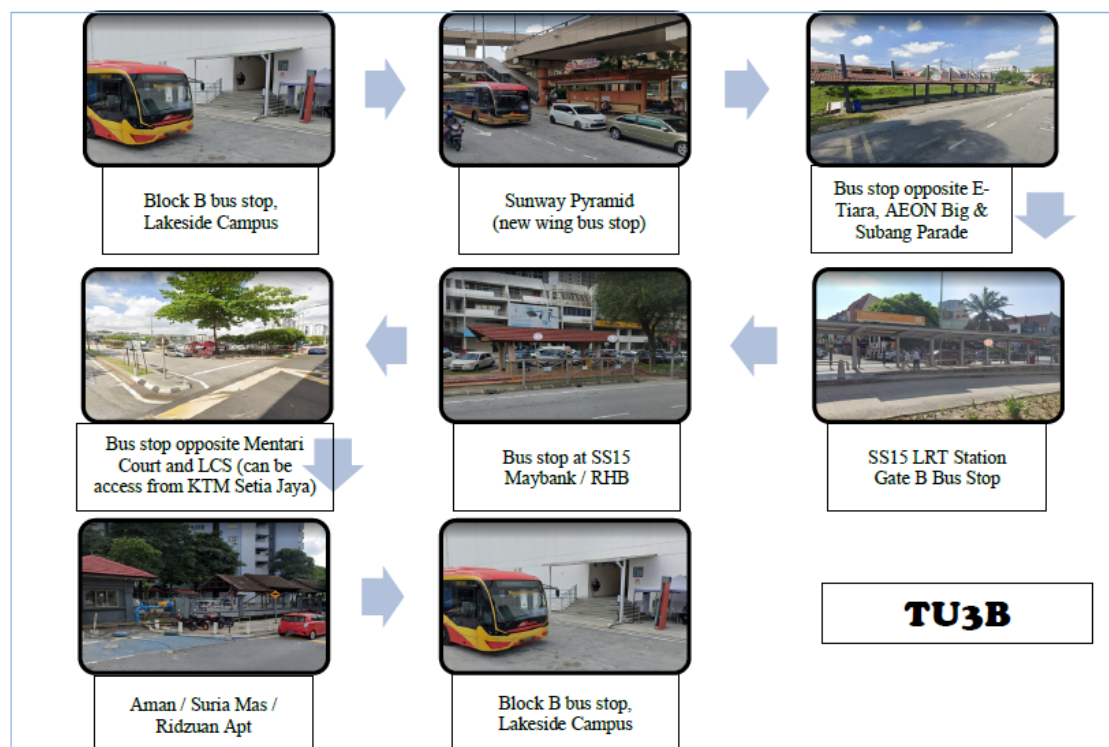 Block B bus stop,
Lakeside Campus
Sunway Pyramid
(new wing bus stop)
Bus stop opposite E-
Tiara, AEON Big &
Subang Parade
Bus stop opposite Mentari
Court and LCS (can be
access from KTM Setia Jaya)
Bus stop at SS15
Maybank / RHB
SS15 LRT Station
Gate B Bus Stop
Aman / Suria Mas /
Ridzuan Apt
Block B bus stop,
Lakeside Campus
TU3B